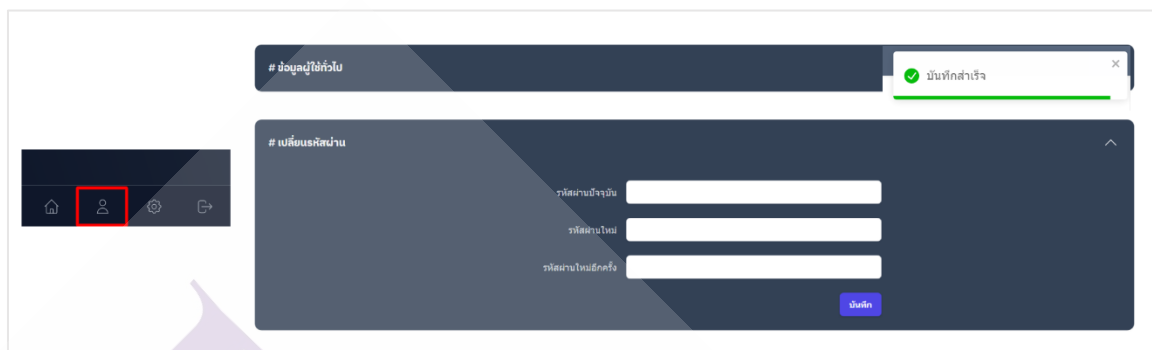 # ข้อมูลผู้ใช้ทั่วไป
บันทึกสำเร็จ
# เปลี่ยนรหัสผ่าน
รหัสผ่านปัจจุบัน
รหัสผ่านใหม่
รหัสผ่านใหม่อีกครั้ง
บันทึก